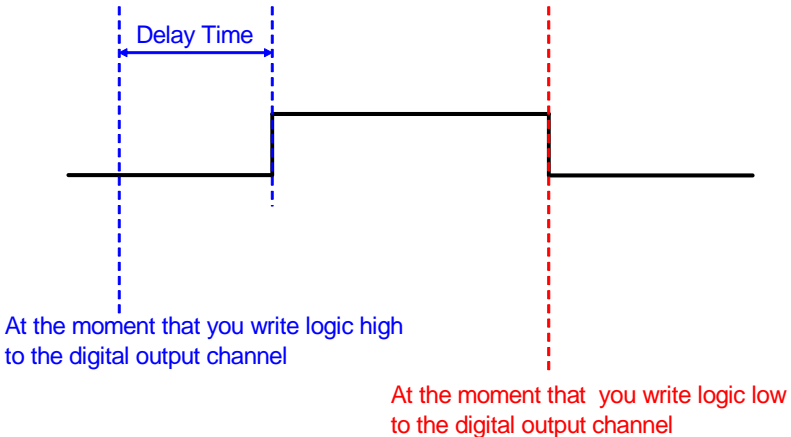 Delay Time
At the moment that you write logic high
to the digital output channel
At the moment that you write logic low
to the digital output channel